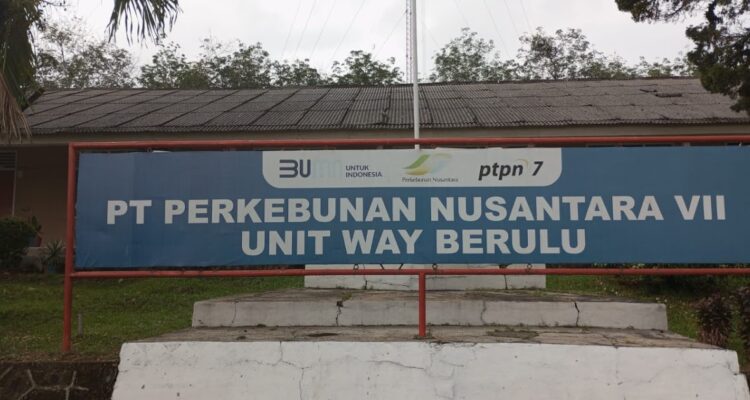 BUMN UNTUK
INDONESIA
Perkebunan Nusantara
ptpn 7
PT PERKEBUNAN NUSANTARA VII
UNIT WAY BERULU